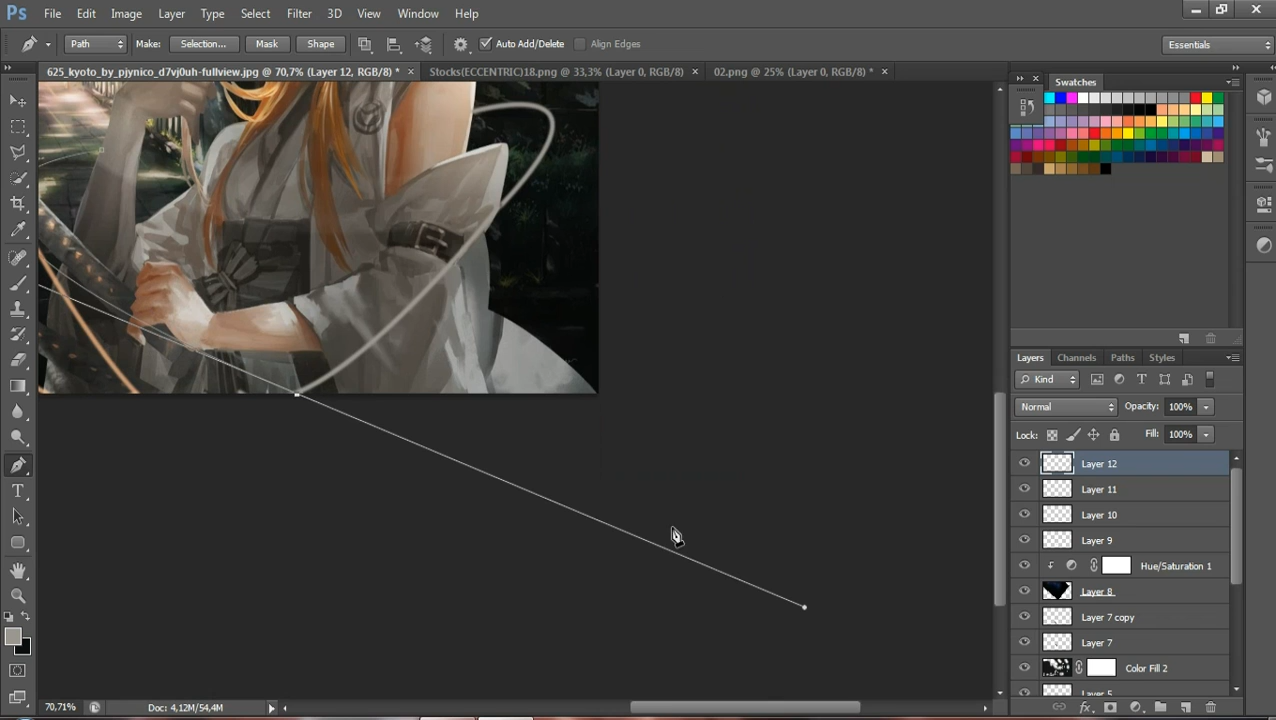 Ps File Edit Image Layer Type Select Filter 3D View Window Help
Path Make: Selection... Mask Shape Auto Add/Delete Align Edges Essentials
625_kyoto_by_pjynico_d7vj0uh-fullview.jpg @ 70,7% (Layer 12, RGB/8) * Stocks(ECCENTRIC)18.png @ 33,3% (Layer 0, RGB/8) 02.png @ 25% (Layer 0, RGB/8) *
Swatches
Layers Channels Paths Styles
Kind
Normal Opacity: 100%
Lock: Fill: 100%
Layer 12
Layer 11
Layer 10
Layer 9
Hue/Saturation 1
Layer 8
Layer 7 copy
Layer 7
Color Fill 2
Layer 5
70,71% Doc: 4,12M/54,4M